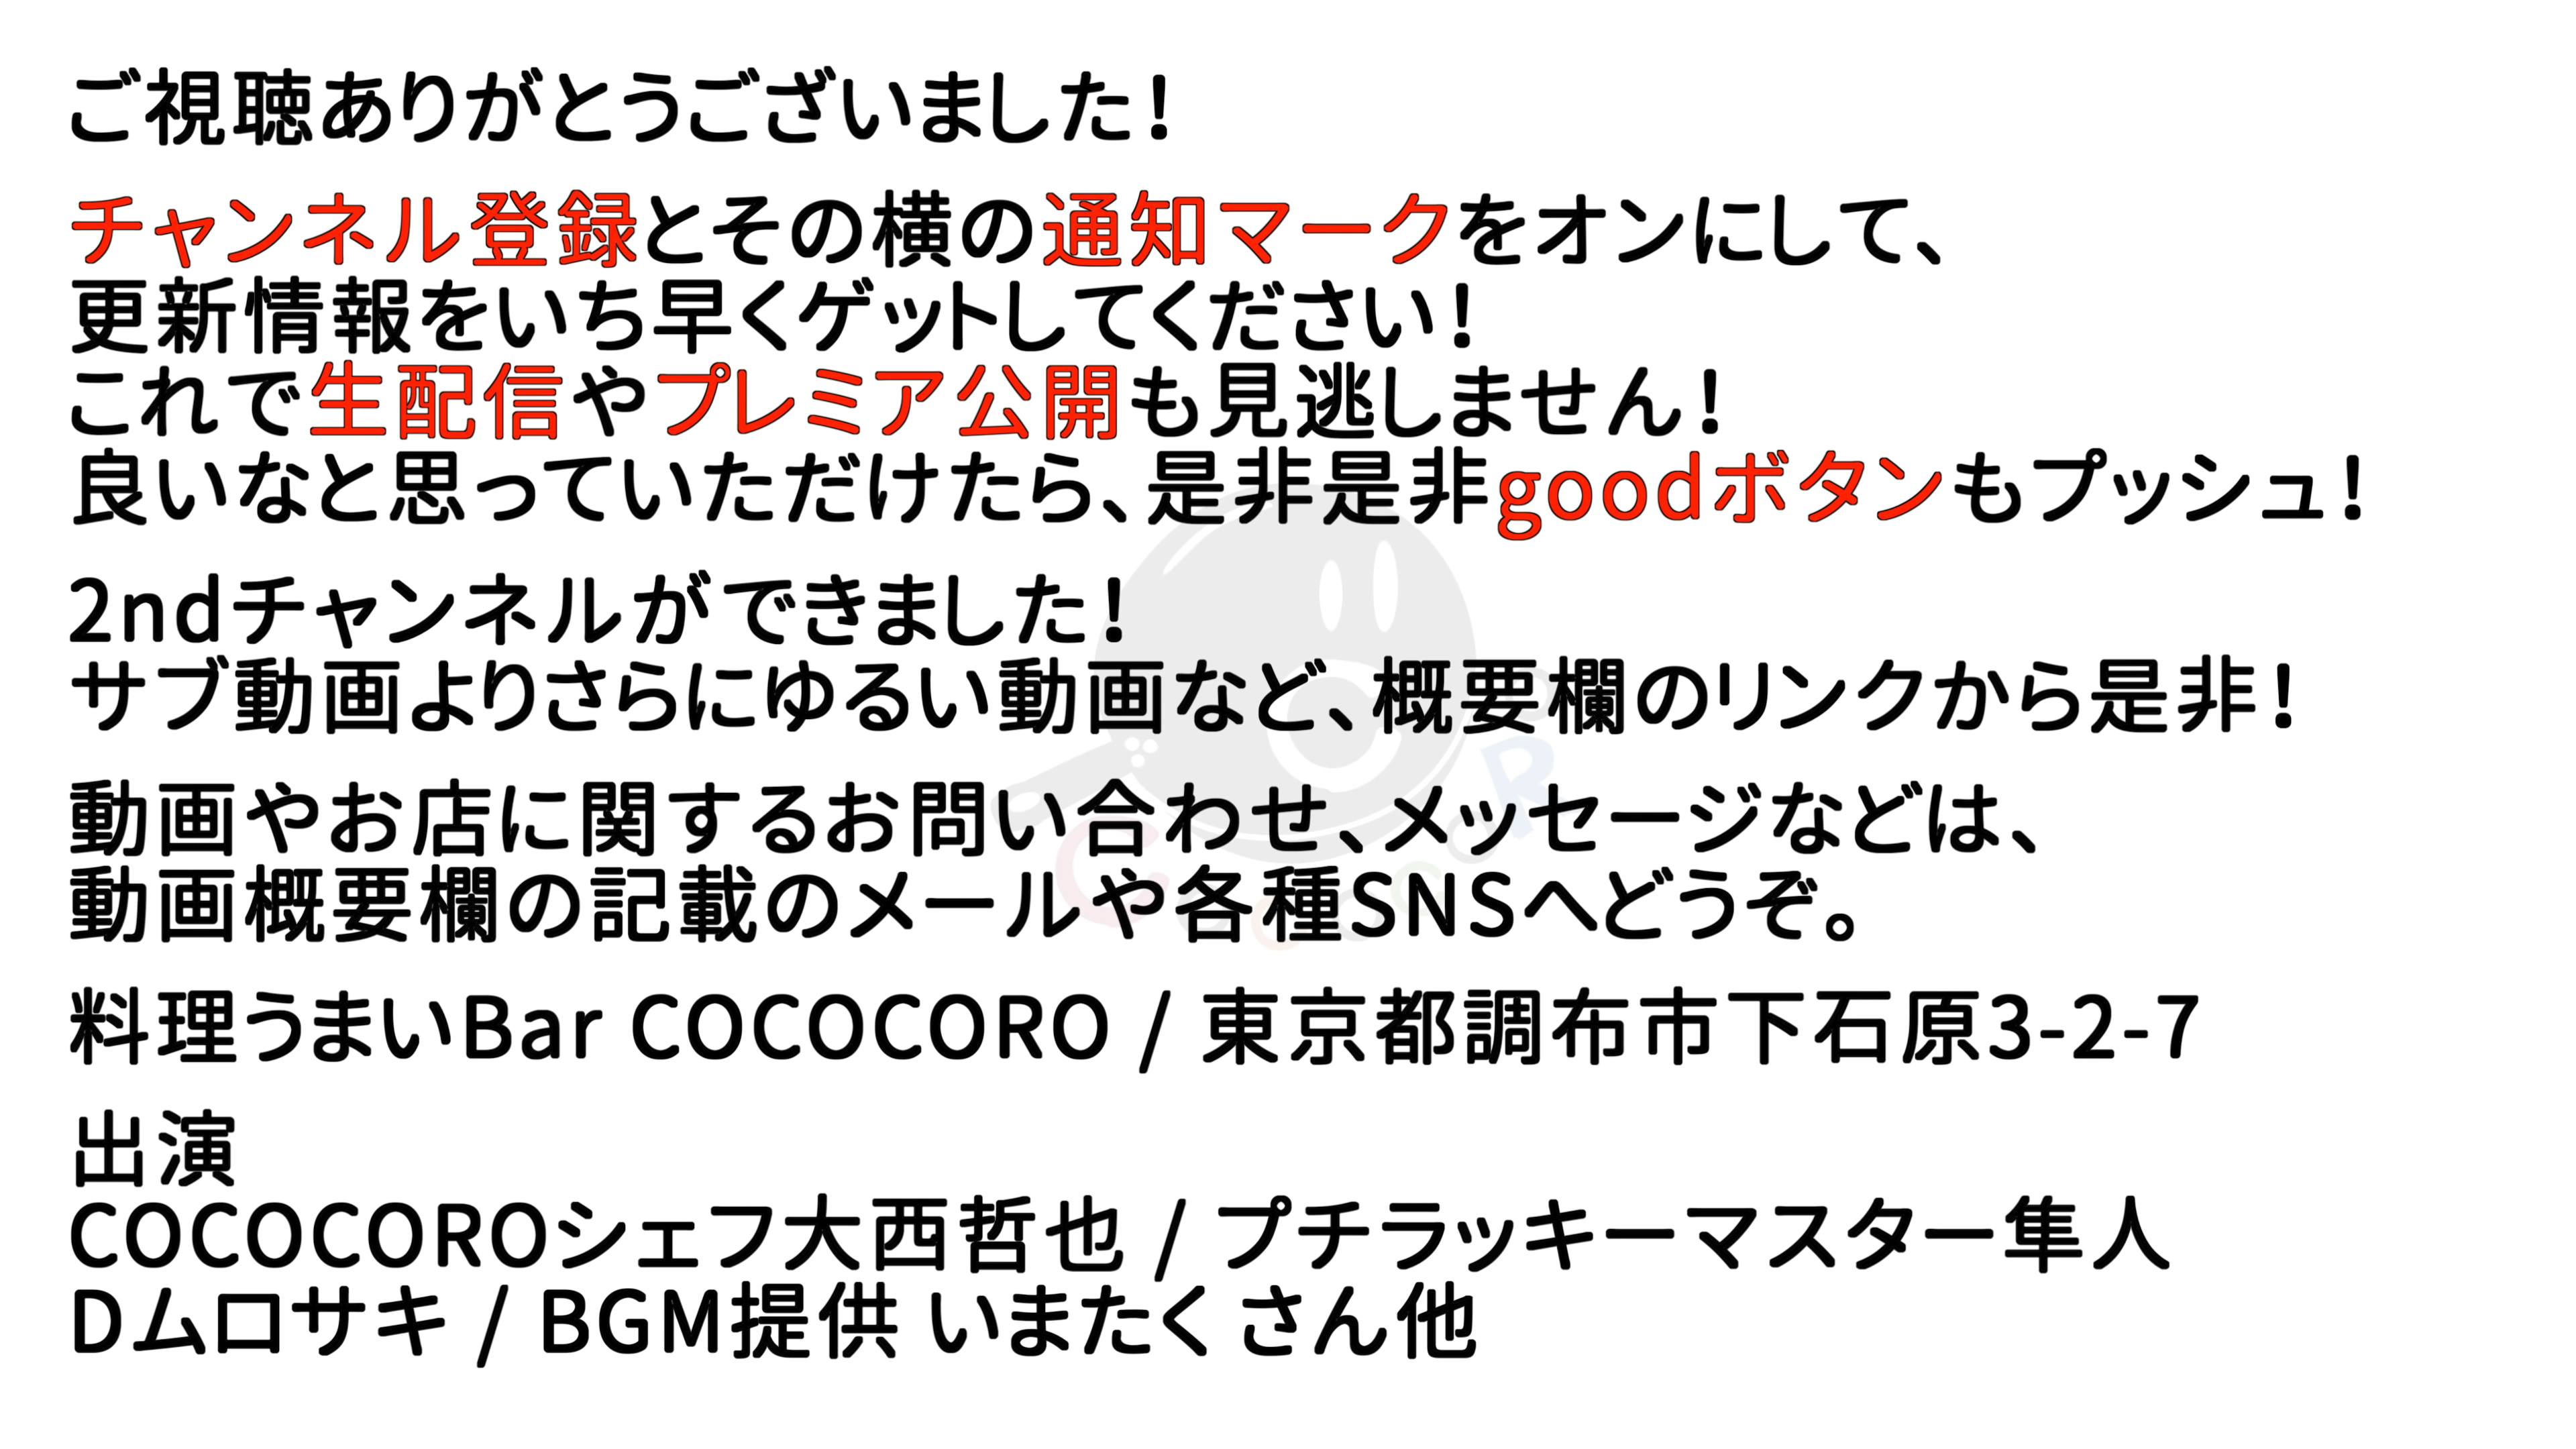 ご視聴ありがとうございました！
チャンネル登録とその横の通知マークをオンにして、
更新情報をいち早くゲットしてください！
これで生配信やプレミア公開も見逃しません！
良いなと思っていただけたら、是非是非goodボタンもプッシュ！
2ndチャンネルができました！
サブ動画よりさらにゆるい動画など、概要欄のリンクから是非！
動画やお店に関するお問い合わせ、メッセージなどは、
動画概要欄の記載のメールや各種SNSへどうぞ。
料理うまいBar COCOCORO / 東京都調布市下石原3-2-7
出演
COCOCOROシェフ大西哲也 / プチラッキーマスター隼人
Dムロサキ / BGM提供 いまたくさん他